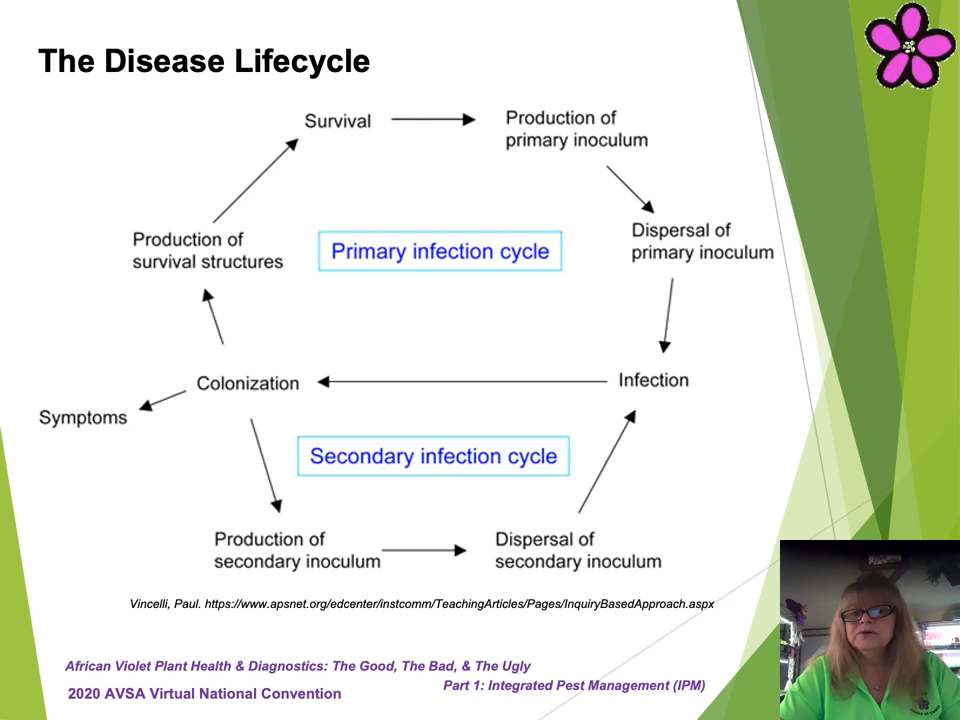 The Disease Lifecycle
Survival
Production of
primary inoculum
Dispersal of
primary inoculum
Production of
survival structures
Primary infection cycle
Colonization
Infection
Symptoms
Secondary infection cycle
Production of
secondary inoculum
Dispersal of
secondary inoculum
Vincelli, Paul. https://www.apsnet.org/edcenter/instcomm/TeachingArticles/Pages/InquiryBasedApproach.aspx
African Violet Plant Health & Diagnostics: The Good, The Bad, & The Ugly
Part 1: Integrated Pest Management (IPM)
2020 AVSA Virtual National Convention